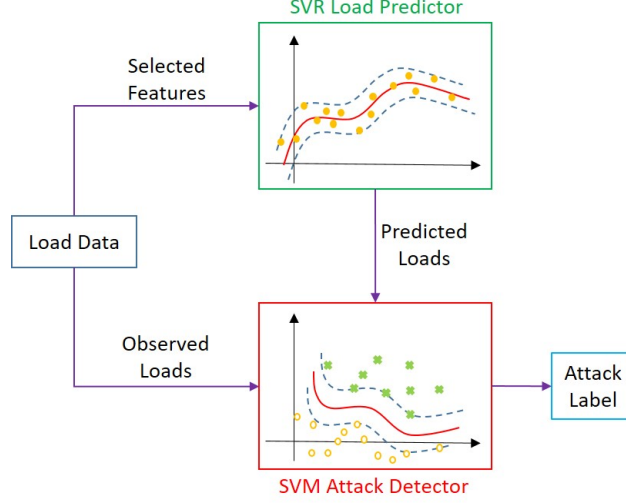 SVR Load Predictor
Selected
Features
Load Data
Predicted
Loads
Observed
Loads
Attack
Label
SVM Attack Detector